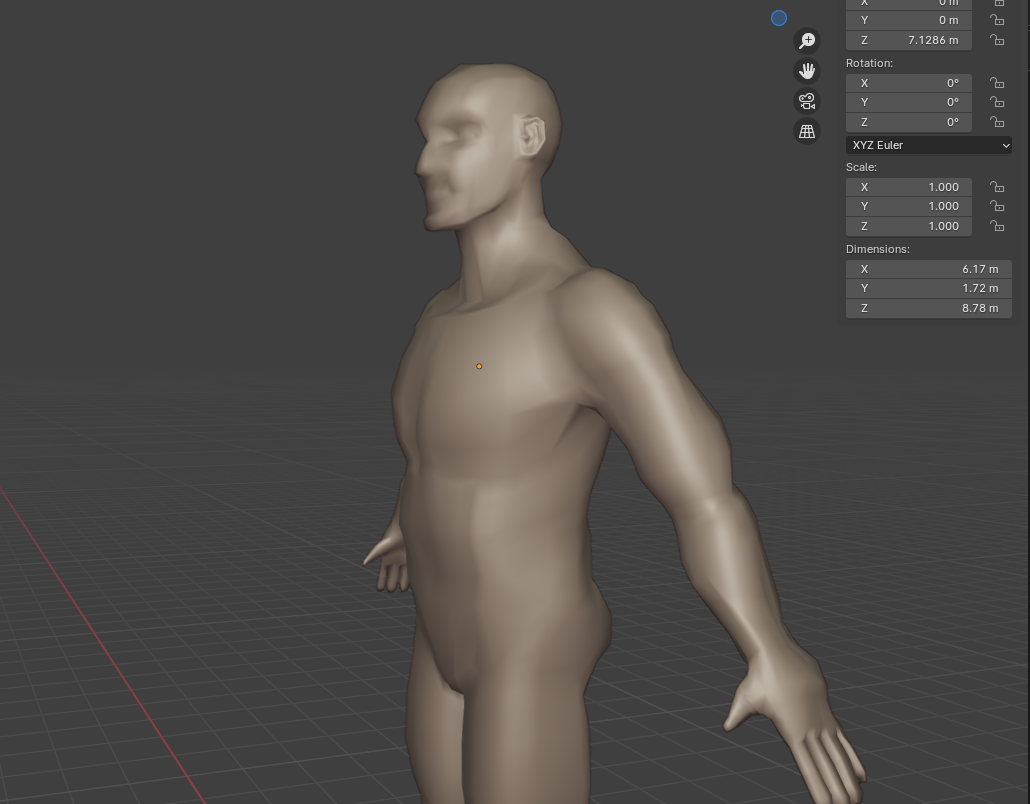 X 0 m
Y 0 m
Z 7.1286 m
Rotation:
X 0°
Y 0°
Z 0°
XYZ Euler
Scale:
X 1.000
Y 1.000
Z 1.000
Dimensions:
X 6.17 m
Y 1.72 m
Z 8.78 m